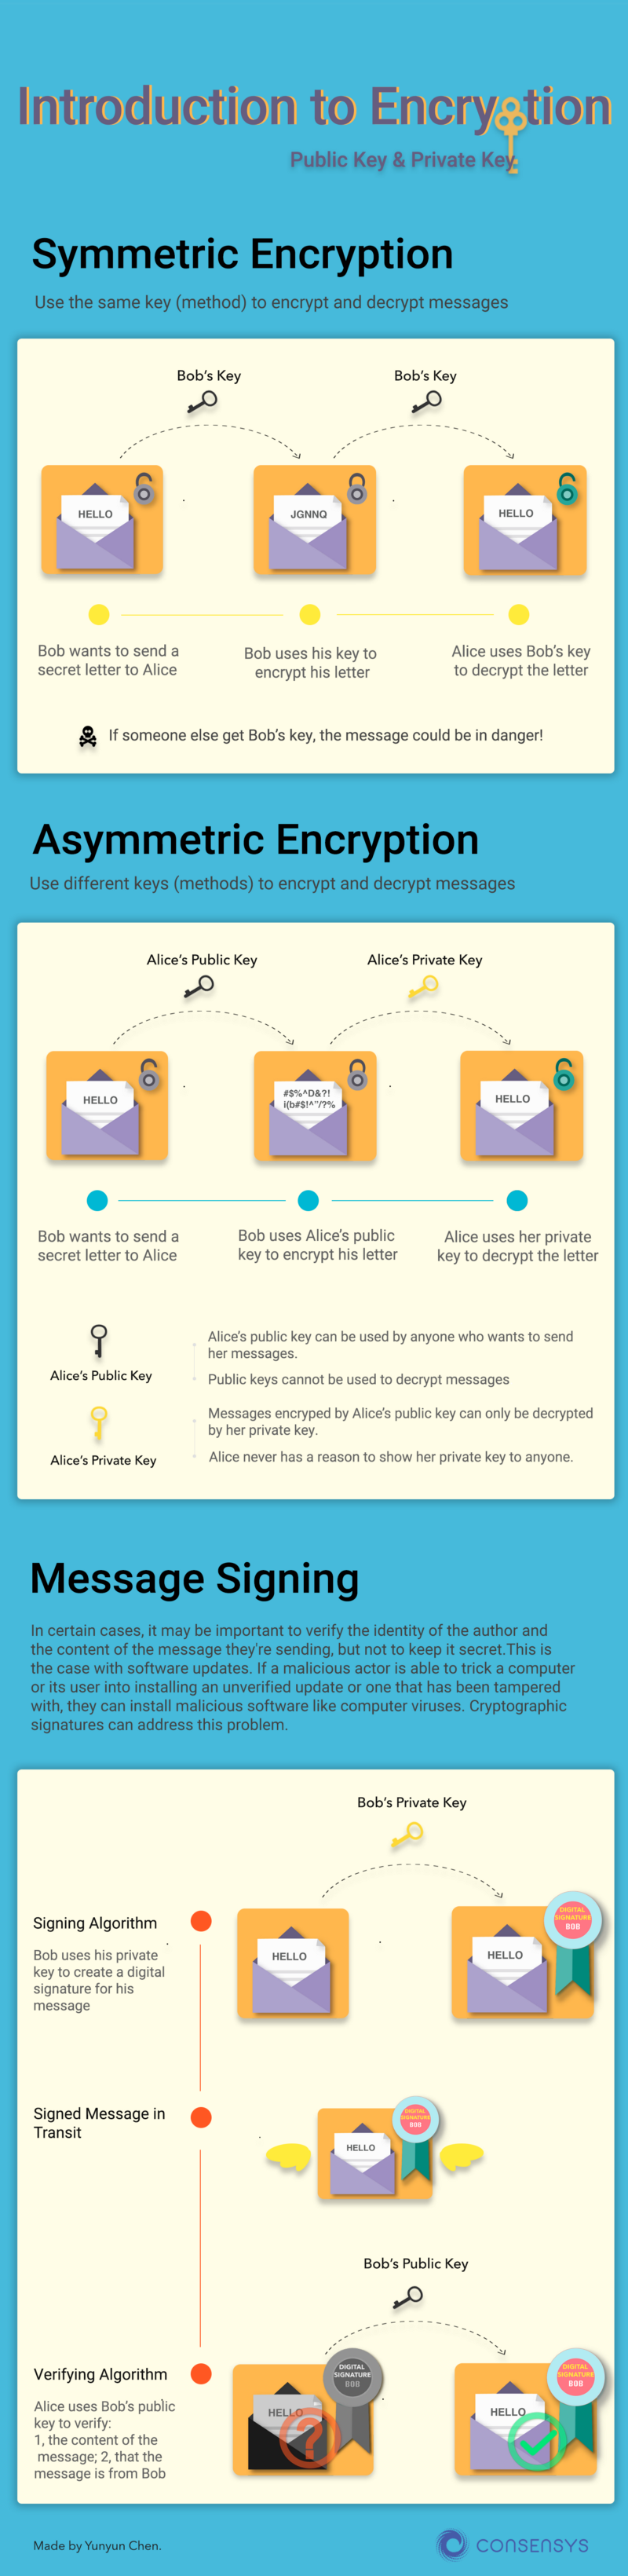 Introduction to Encryption
Public Key & Private Key
Symmetric Encryption
Use the same key (method) to encrypt and decrypt messages
Bob's Key
Bob's Key
HELLO
JGNNQ
HELLO
Bob wants to send a
secret letter to Alice
Bob uses his key to
encrypt his letter
Alice uses Bob's key
to decrypt the letter
If someone else get Bob's key, the message could be in danger!
Asymmetric Encryption
Use different keys (methods) to encrypt and decrypt messages
Alice's Public Key
Alice's Private Key
HELLO
#$%^D&?!
i(b#$!^"/?%
HELLO
Bob wants to send a
secret letter to Alice
Bob uses Alice's public
key to encrypt his letter
Alice uses her private
key to decrypt the letter
Alice's Public Key
Alice's public key can be used by anyone who wants to send
her messages.
Public keys cannot be used to decrypt messages
Alice's Private Key
Messages encryped by Alice's public key can only be decrypted
by her private key.
Alice never has a reason to show her private key to anyone.
Message Signing
In certain cases, it may be important to verify the identity of the author and
the content of the message they're sending, but not to keep it secret.This is
the case with software updates. If a malicious actor is able to trick a computer
or its user into installing an unverified update or one that has been tampered
with, they can install malicious software like computer viruses. Cryptographic
signatures can address this problem.
Bob's Private Key
Signing Algorithm
Bob uses his private
key to create a digital
signature for his
message
HELLO
HELLO
DIGITAL
SIGNATURE
BOB
Signed Message in
Transit
HELLO
DIGITAL
SIGNATURE
BOB
Bob's Public Key
Verifying Algorithm
Alice uses Bob's public
key to verify:
1, the content of the
message; 2, that the
message is from Bob
HELLO
?
DIGITAL
SIGNATURE
BOB
HELLO
DIGITAL
SIGNATURE
BOB
Made by Yunyun Chen.
CONSENSYS